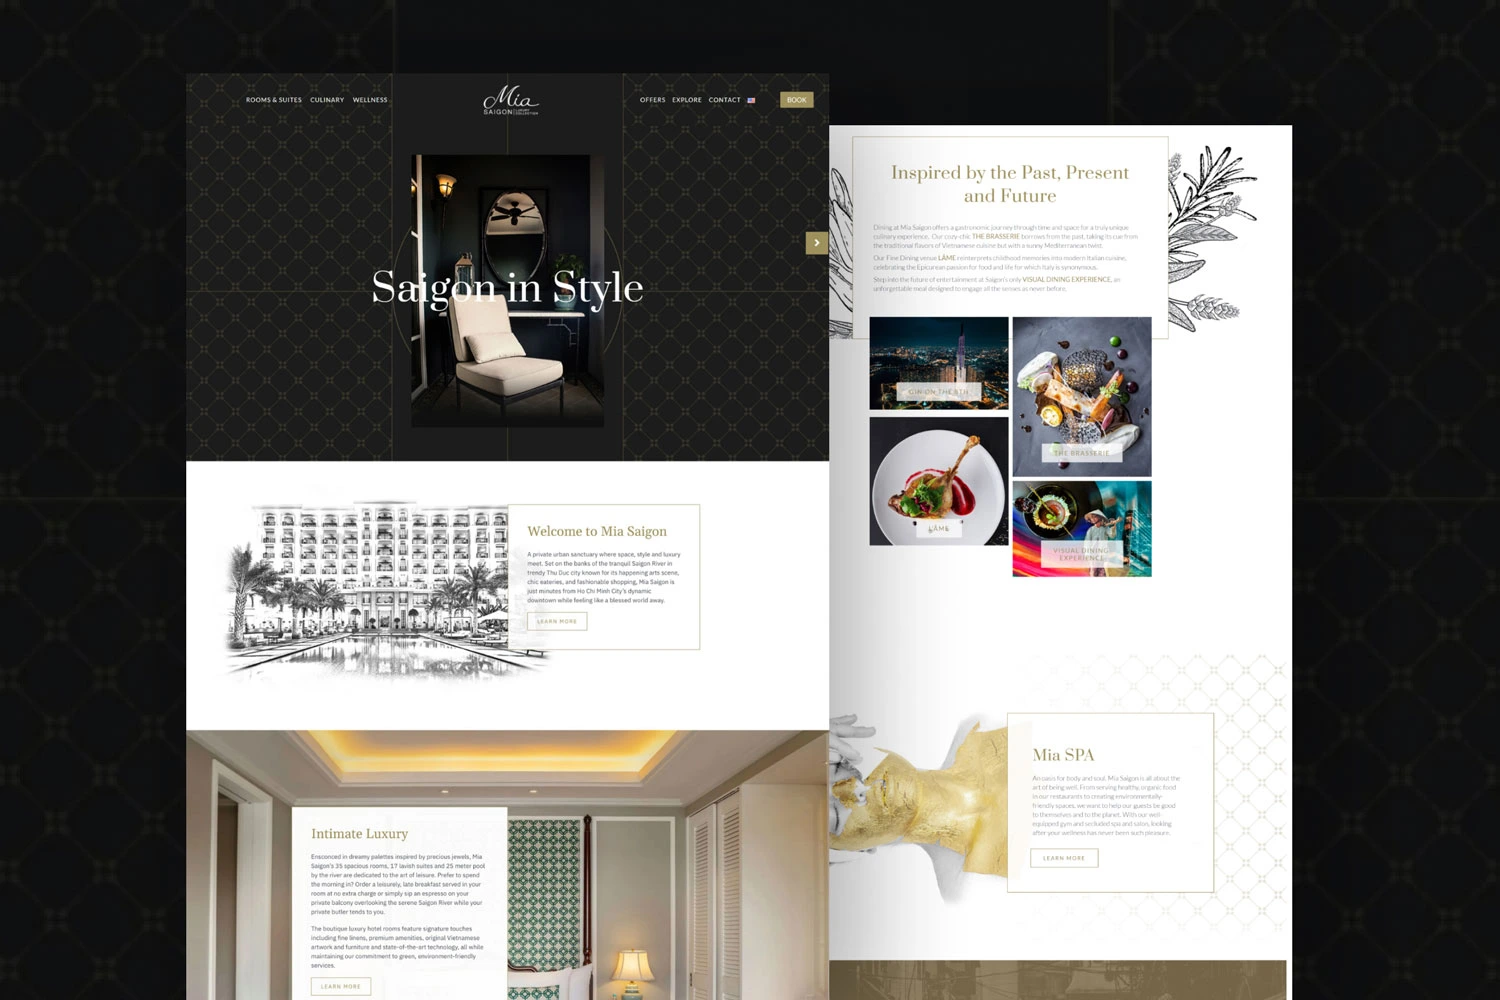 ROOMS & SUITES CULINARY WELLNESS
Mia
SAIGON LUXURY COLLECTION
OFFERS EXPLORE CONTACT
BOOK
Saigon in Style
Welcome to Mia Saigon
A private urban sanctuary where space, style and luxury
meet. Set on the banks of the tranquil Saigon River in
trendy Thu Duc city known for its happening arts scene,
chic eateries, and fashionable shopping, Mia Saigon is
just minutes from Ho Chi Minh City's dynamic
downtown while feeling like a blessed world away.
LEARN MORE
Intimate Luxury
Ensconced in dreamy palettes inspired by precious jewels, Mia
Saigon's 35 spacious rooms, 17 lavish suites and 25 meter pool
by the river are dedicated to the art of leisure. Prefer to spend
the morning in? Order a leisurely, late breakfast served in your
room at no extra charge or simply sip an espresso on your
private balcony overlooking the serene Saigon River while your
private butler tends to you.
The boutique luxury hotel rooms feature signature touches
including fine linens, premium amenities, original Vietnamese
artwork and furniture and state-of-the-art technology, all while
maintaining our commitment to green, environment-friendly
services.
LEARN MORE
Inspired by the Past, Present
and Future
Dining at Mia Saigon offers a gastronomic journey through time and space for a truly unique
culinary experience. Our cozy-chic THE BRASSERIE borrows from the past, taking its cue from
the traditional flavors of Vietnamese cuisine but with a sunny Mediterranean twist.
Our Fine Dining venue LÂME reinterprets childhood memories into modern Italian cuisine,
celebrating the Epicurean passion for food and life for which Italy is synonymous.
Step into the future of entertainment at Saigon's only VISUAL DINING EXPERIENCE, an
unforgettable meal designed to engage all the senses as never before.
GIN ON THE 8TH
THE BRASSERIE
LÂME
VISUAL DINING
EXPERIENCE
Mia SPA
An oasis for body and soul, Mia Saigon is all about the
art of being well. From serving healthy, organic food
in our restaurants to creating environmentally-
friendly spaces, we want to help our guests be good
to themselves and to the planet. With our well-
equipped gym and secluded spa and salon, looking
after your wellness has never been such pleasure.
LEARN MORE